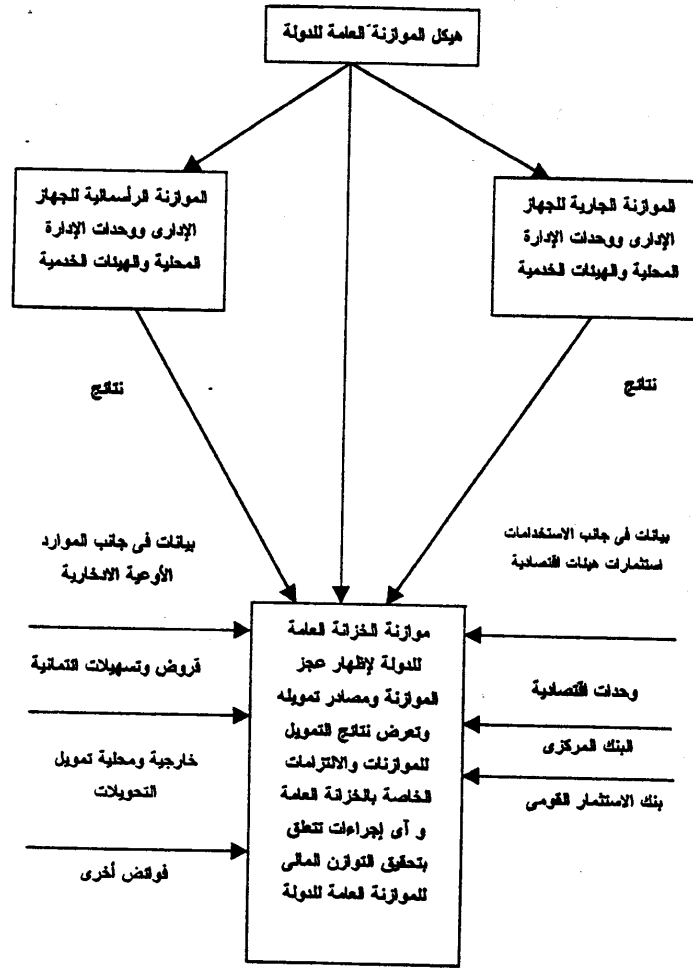 هيكل الموازنة العامة للدولة
الموازنة الجارية للجهاز
الإدارى ووحدات الإدارة
المحلية والهيئات الخدمية
الموازنة الرأسمالية للجهاز
الإدارى ووحدات الإدارة
المحلية والهيئات الخدمية
نتائج
نتائج
بيانات فى جانب الاستخدامات
استثمارات هيئات اقتصادية
بيانات فى جانب الموارد
الأوعية الادخارية
موازنة الخزانة العامة
للدولة لإظهار عجز
الموازنة ومصادر تمويله
وتعرض نتائج التمويل
للموازنات والالتزامات
الخاصة بالخزانة العامة
و أى إجراءات تتعلق
بتحقيق التوازن المالى
للموازنة العامة للدولة
وحدات اقتصادية
البنك المركزى
بنك الاستثمار القومى
قروض وتسهيلات ائتمانية
خارجية ومحلية تمويل
التحويلات
فوائض أخرى